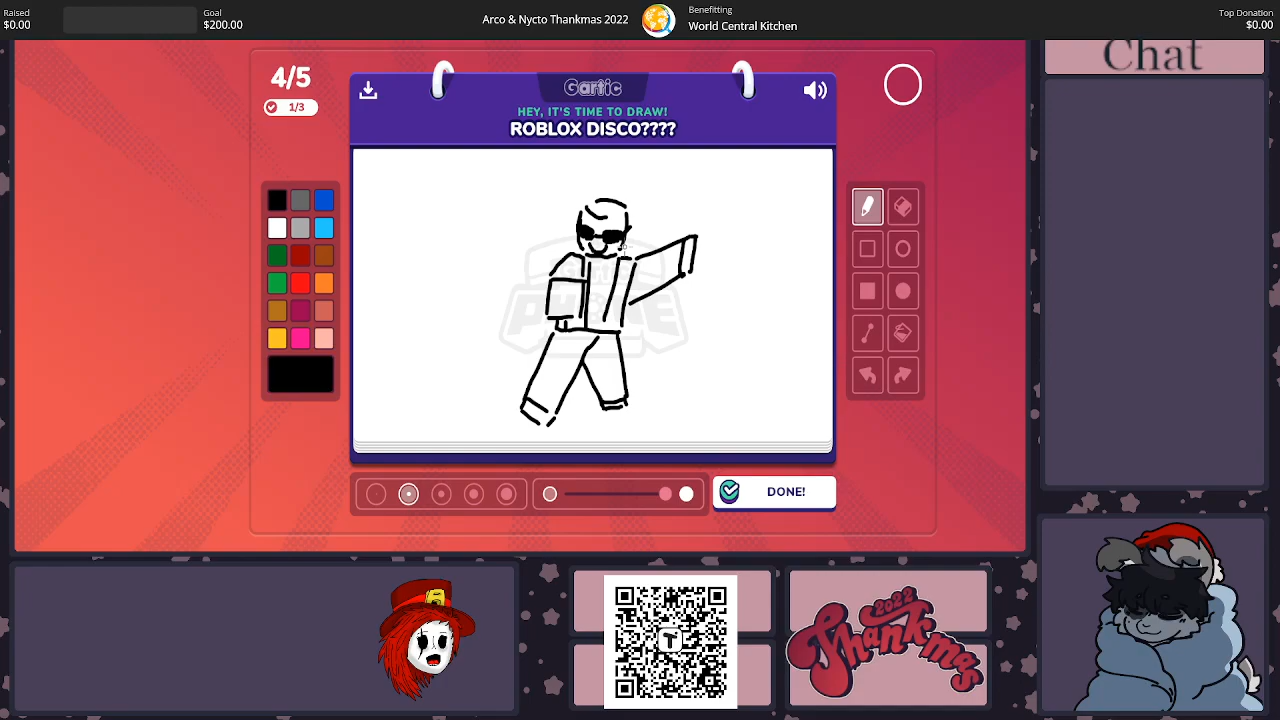 Raised
$0.00
Goal
$200.00
Arco & Nycto Thankmas 2022
Benefitting
World Central Kitchen
Top Donation
$0.00
4/5
1/3
Gartic
HEY, IT'S TIME TO DRAW!
ROBLOX DISCO????
PHONE
DONE!
Chat
T
2022
Thankmas